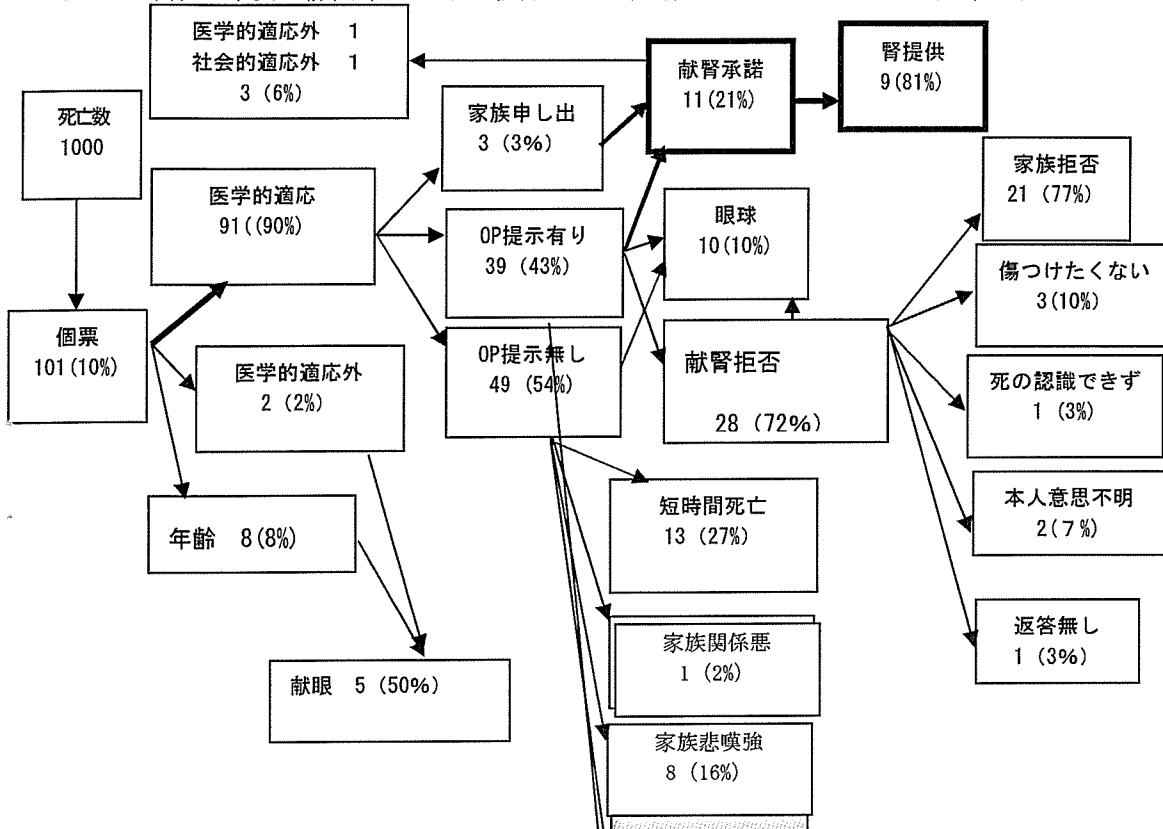 医学的適応外 1
社会的適応外 1
3 (6%)
献腎承諾
11(21%)
腎提供
9(81%)
死亡数
1000
家族申し出
3 (3%)
家族拒否
21 (77%)
医学的適応
91((90%)
OP提示有り
39 (43%)
眼球
10(10%)
傷つけたくない
3(10%)
個票
101(10%)
医学的適応外
2 (2%)
OP提示無し
49 (54%)
献腎拒否
28 (72%)
死の認識できず
1 (3%)
年齢 8(8%)
短時間死亡
13 (27%)
本人意思不明
2(7%)
家族関係悪
1 (2%)
返答無し
1 (3%)
献眼 5 (50%)
家族悲嘆強
8 (16%)